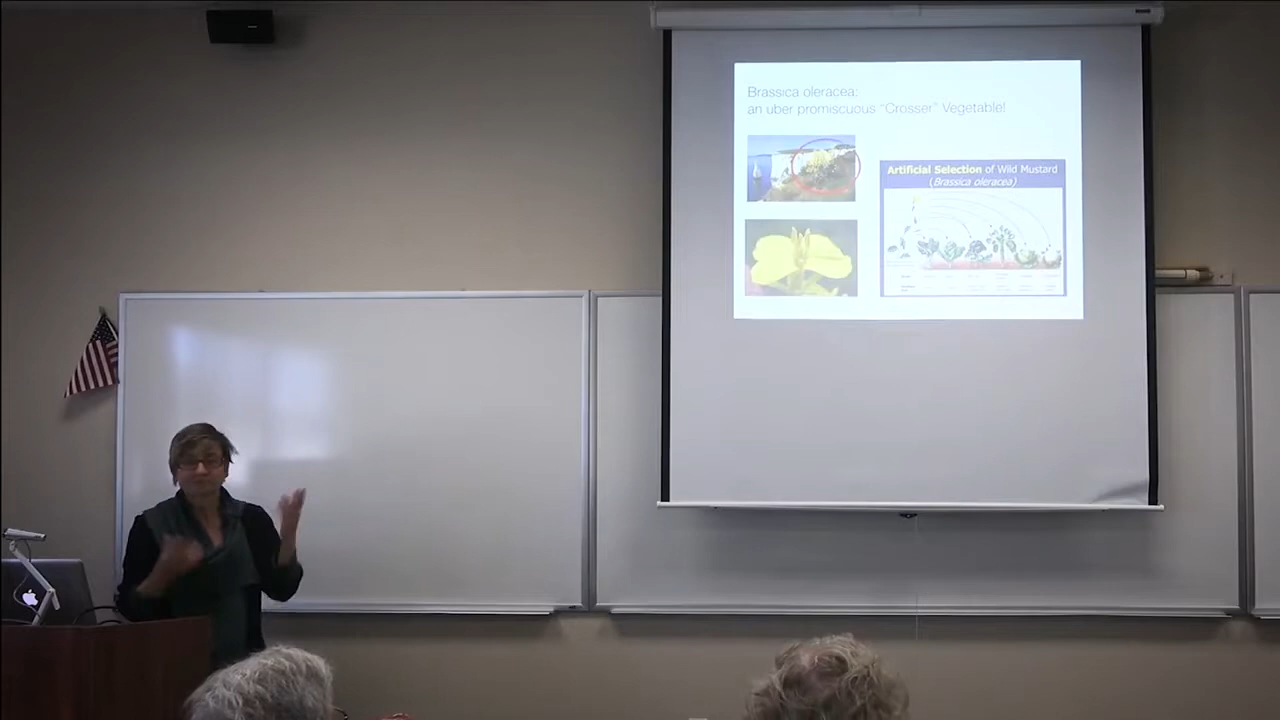 Brassica oleracea:
an uber promiscuous "Crosser" Vegetable!
Artificial Selection of Wild Mustard
(Brassica oleracea)